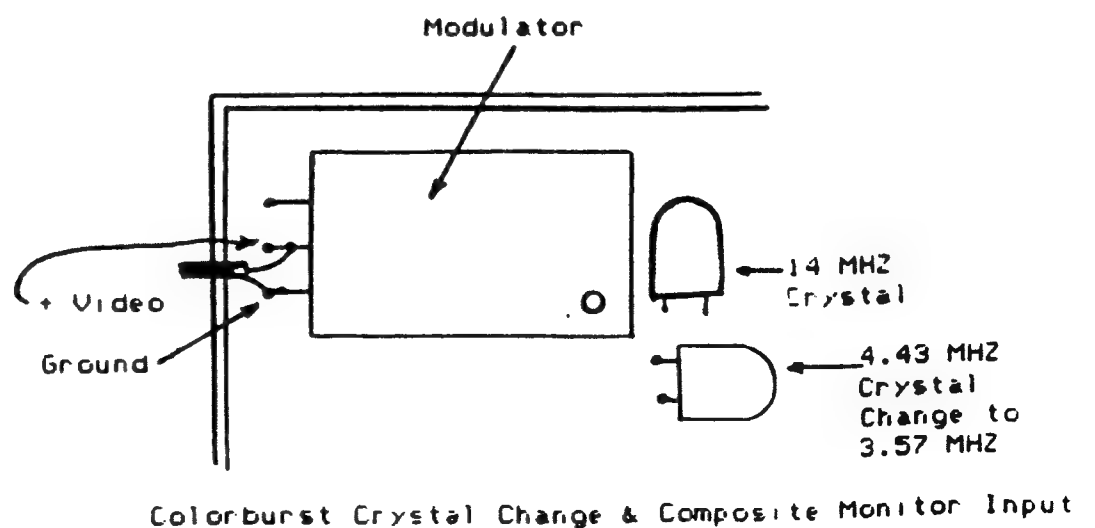 Modulator
14 MHZ
Crystal
+ Video
Ground
4.43 MHZ
Crystal
Change to
3.57 MHZ
Colorburst Crystal Change & Composite Monitor Input